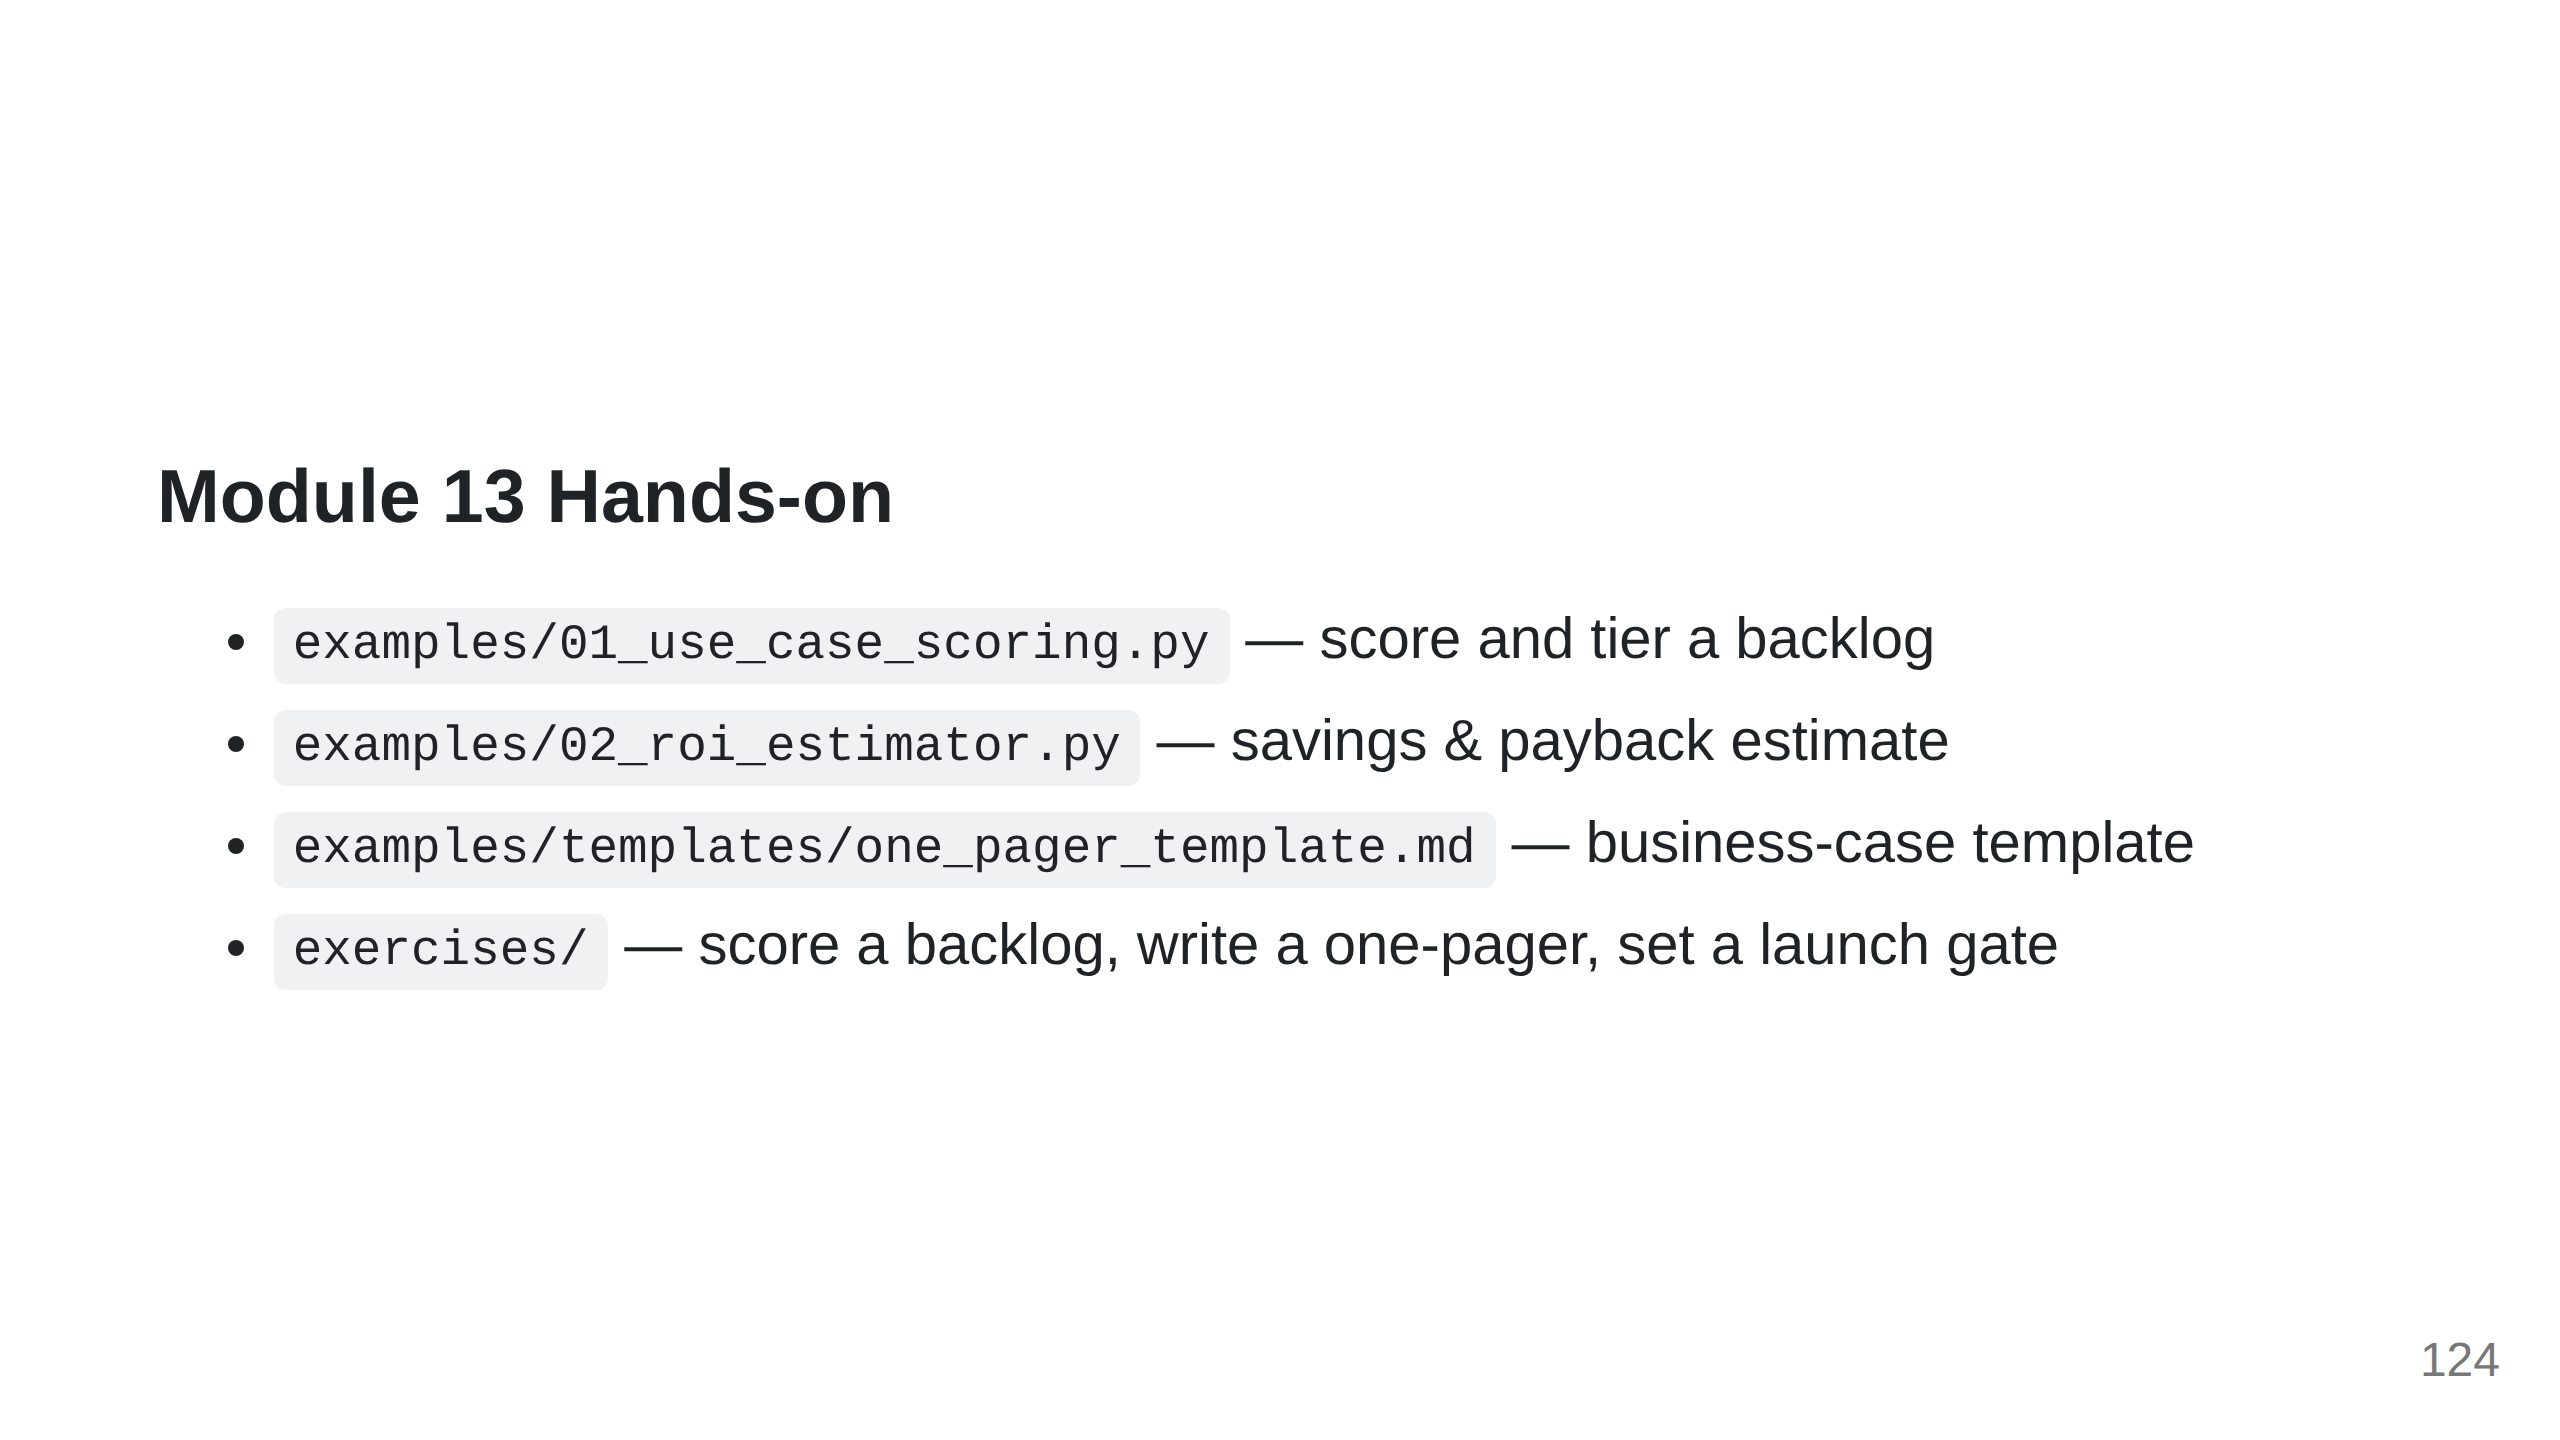 Module 13 Hands-on
• examples/01_use_case_scoring.py — score and tier a backlog
• examples/02_roi_estimator.py — savings & payback estimate
• examples/templates/one_pager_template.md — business-case template
• exercises/ — score a backlog, write a one-pager, set a launch gate
124